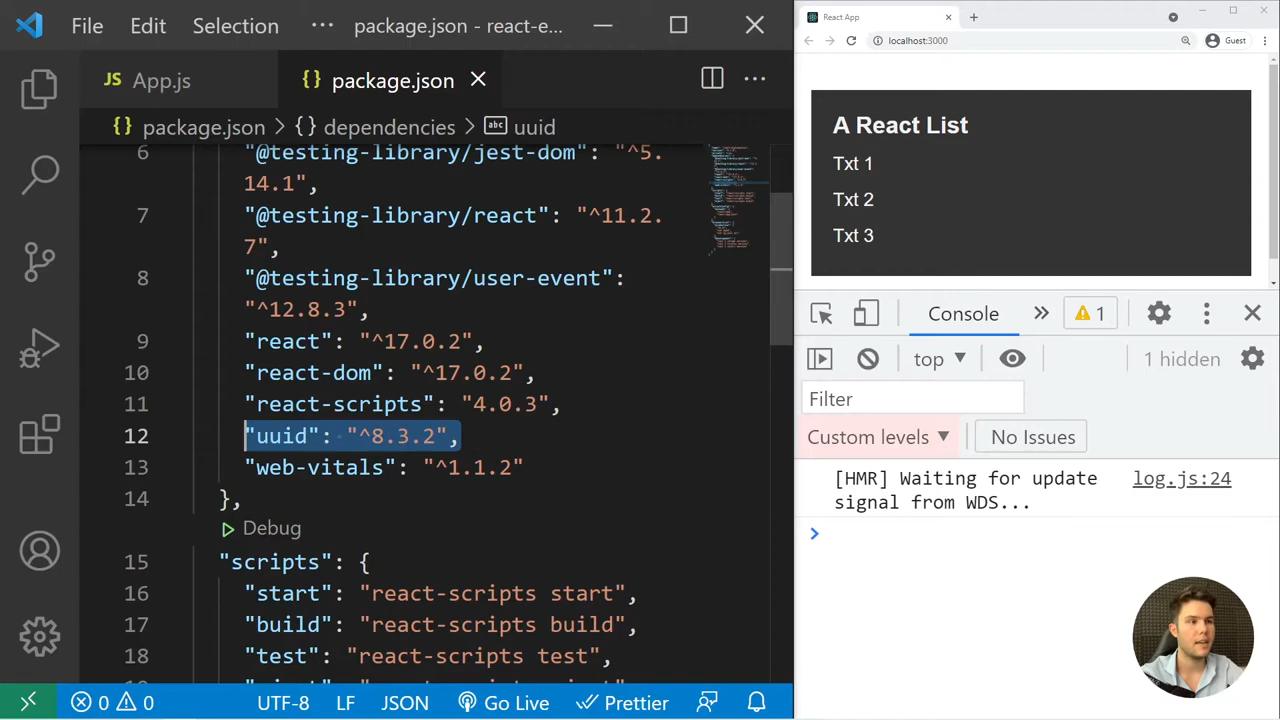 File Edit Selection ··· package.json - react-e...
JS App.js {} package.json
{} package.json > {} dependencies > abc uuid
6 "@testing-library/jest-dom": "^5.
14.1",
7 "@testing-library/react": "^11.2.
7",
8 "@testing-library/user-event":
"^12.8.3",
9 "react": "^17.0.2",
10 "react-dom": "^17.0.2",
11 "react-scripts": "4.0.3",
12 "uuid": "^8.3.2",
13 "web-vitals": "^1.1.2"
14 },
Debug
15 "scripts": {
16 "start": "react-scripts start",
17 "build": "react-scripts build",
18 "test": "react-scripts test",
0 0 UTF-8 LF JSON Go Live Prettier
React App
localhost:3000 Guest
A React List
Txt 1
Txt 2
Txt 3
Console 1
top 1 hidden
Filter
Custom levels No Issues
[HMR] Waiting for update log.js:24
signal from WDS...